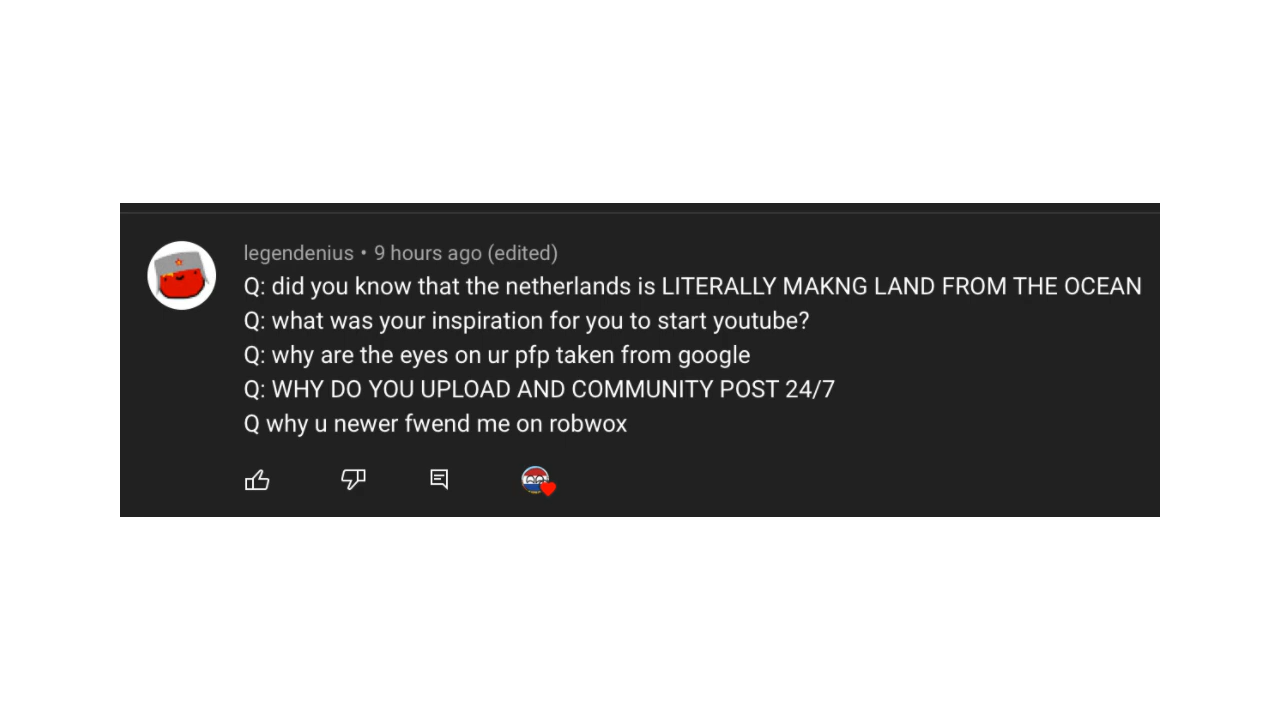 legendenius • 9 hours ago (edited)
Q: did you know that the netherlands is LITERALLY MAKNG LAND FROM THE OCEAN
Q: what was your inspiration for you to start youtube?
Q: why are the eyes on ur pfp taken from google
Q: WHY DO YOU UPLOAD AND COMMUNITY POST 24/7
Q why u newer fwend me on robwox